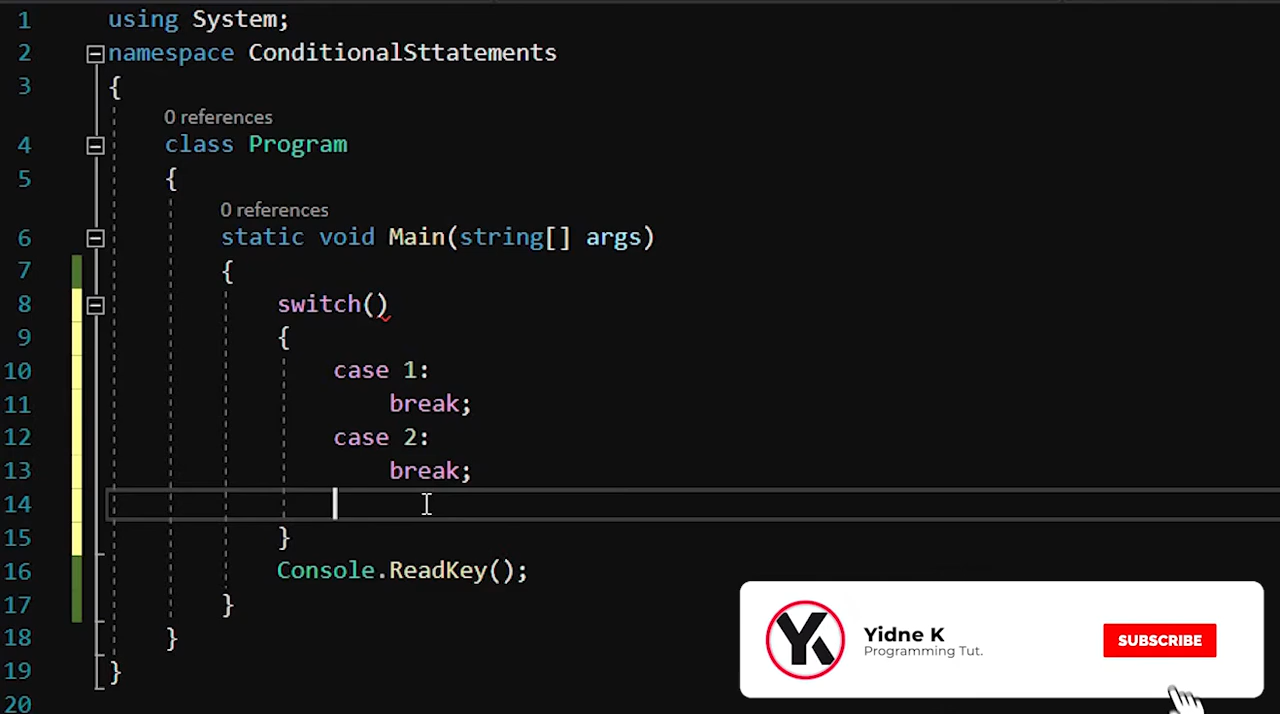 1 using System;
2 namespace ConditionalSttatements
3 {
0 references
4 class Program
5 {
0 references
6 static void Main(string[] args)
7 {
8 switch()
9 {
10 case 1:
11 break;
12 case 2:
13 break;
14
15 }
16 Console.ReadKey();
17 }
18 }
19 }
20
YK
Yidne K
Programming Tut.
SUBSCRIBE